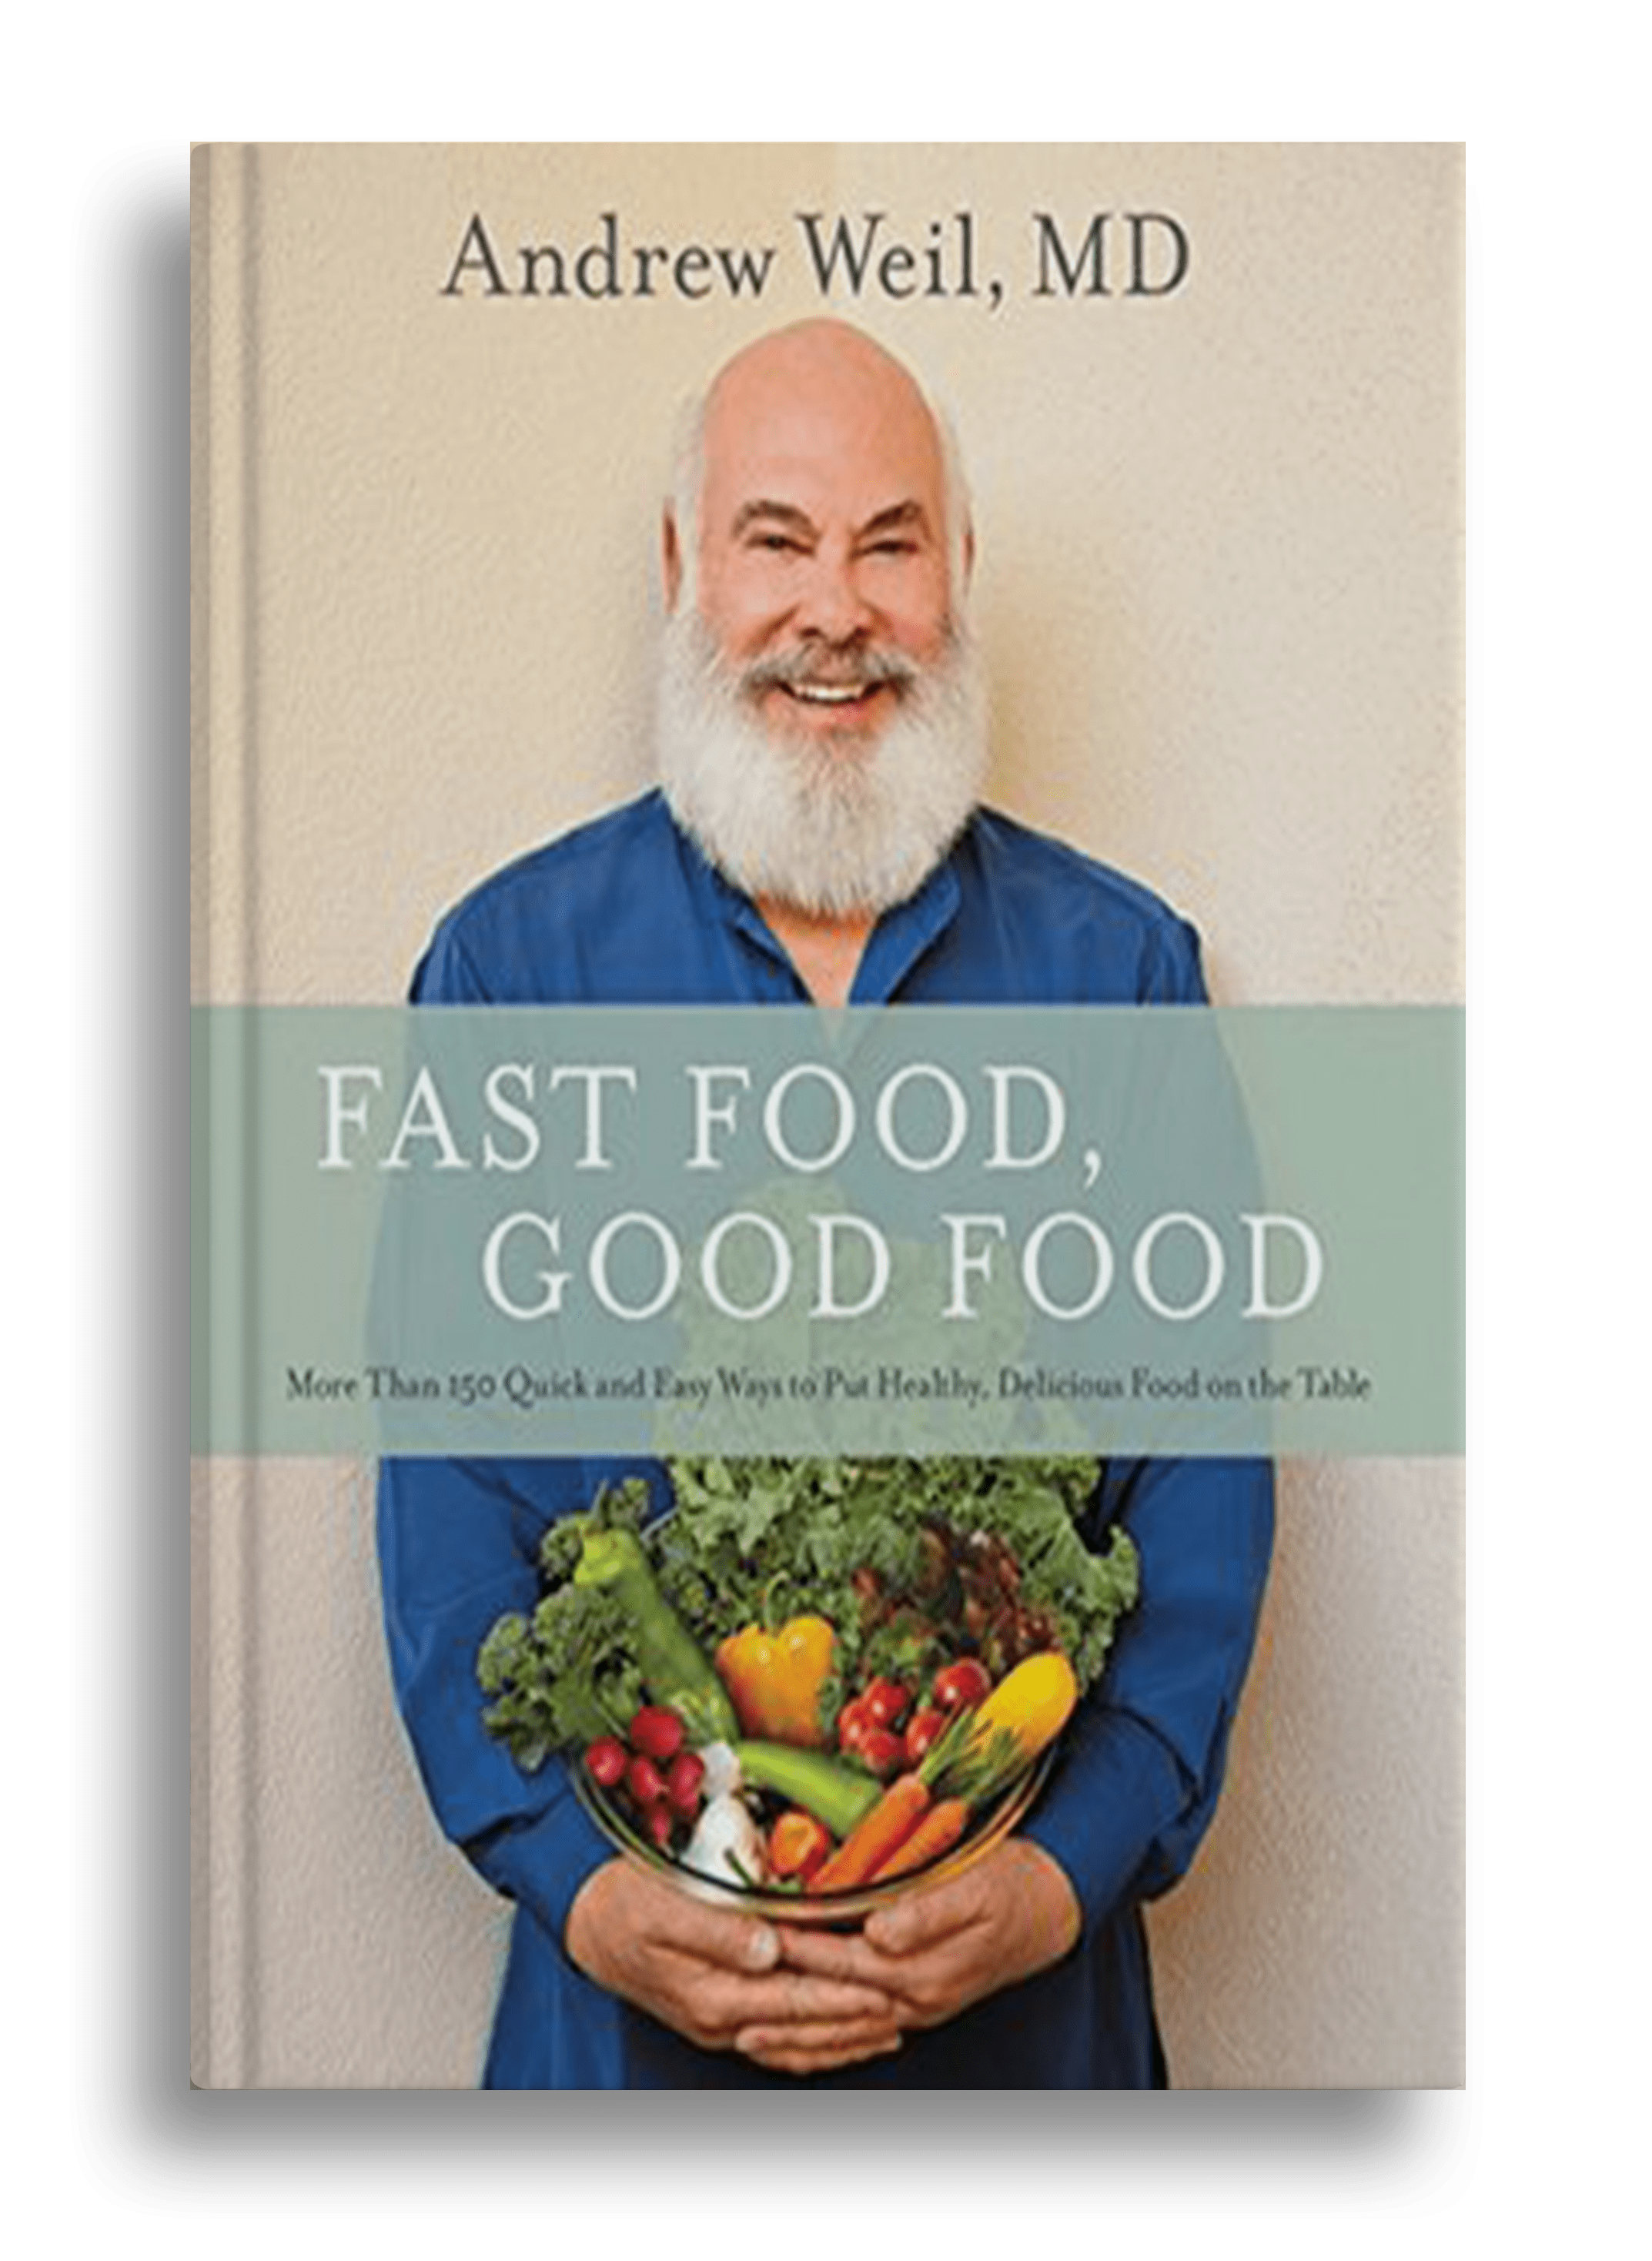 Andrew Weil, MD
FAST FOOD,
GOOD FOOD
More Than 150 Quick and Easy Ways to Put Healthy, Delicious Food on the Table